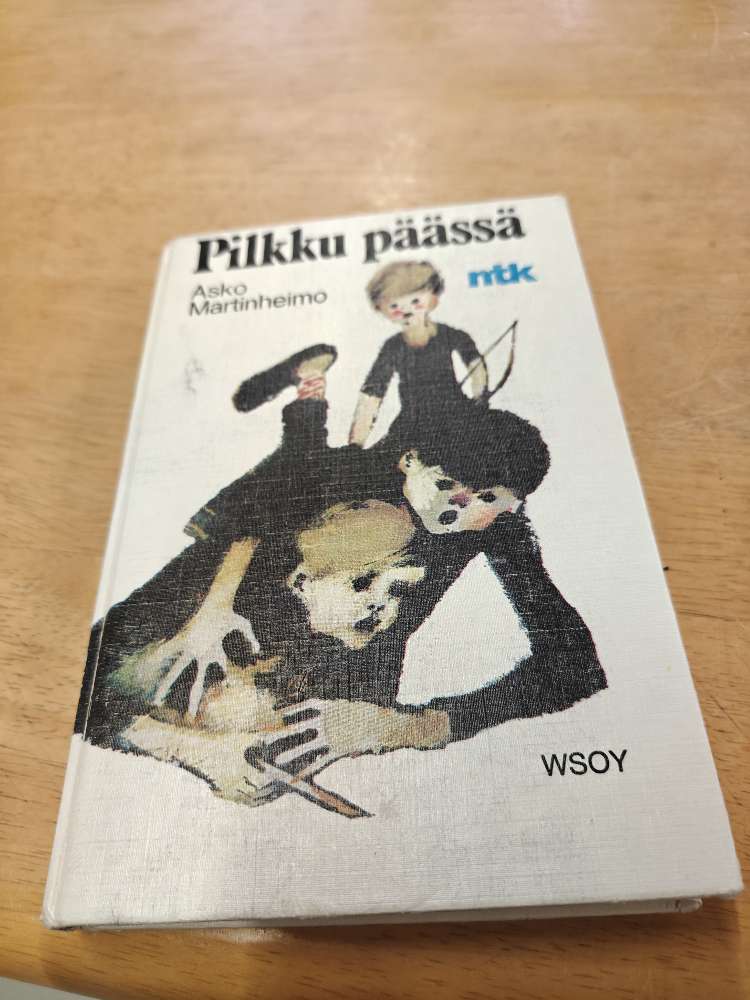 Pilkku päässä
Asko
Martinheimo
ntk
WSOY